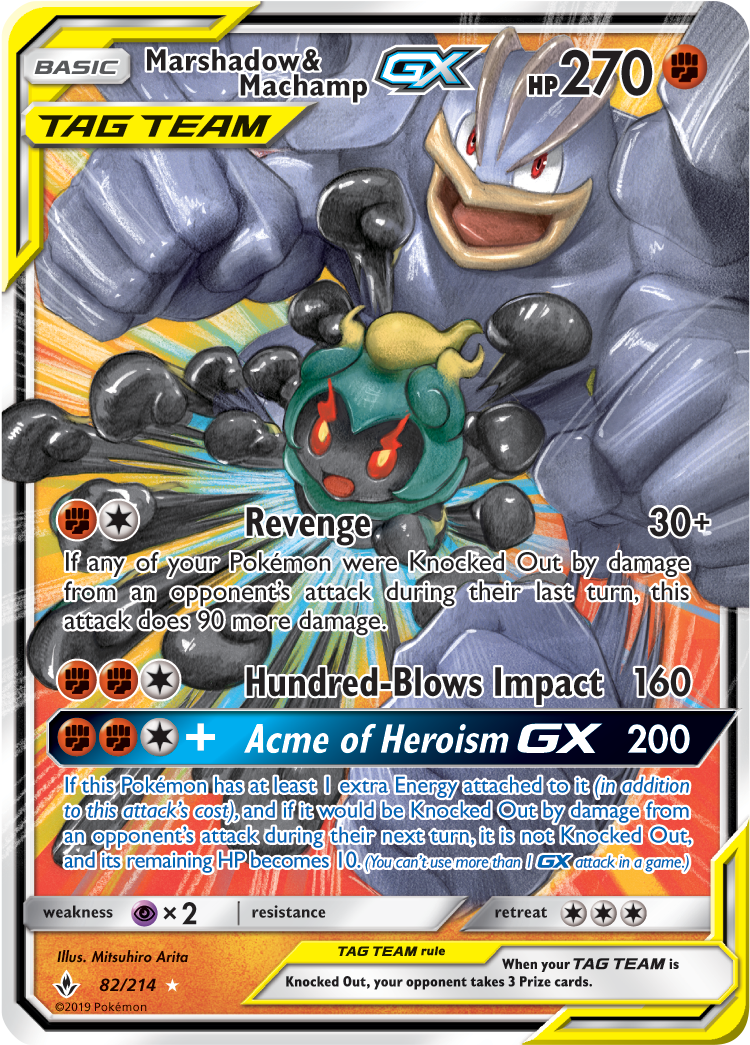 BASIC
Marshadow&
Machamp GX HP270
TAG TEAM
Revenge 30+
If any of your Pokémon were Knocked Out by damage
from an opponent's attack during their last turn, this
attack does 90 more damage.
Hundred-Blows Impact 160
+ Acme of Heroism GX 200
If this Pokémon has at least 1 extra Energy attached to it (in addition
to this attack's cost), and if it would be Knocked Out by damage from
an opponent's attack during their next turn, it is not Knocked Out,
and its remaining HP becomes 10. (You can't use more than 1 GX attack in a game.)
weakness ×2 resistance retreat
Illus. Mitsuhiro Arita
82/214
©2019 Pokémon
TAG TEAM rule
When your TAG TEAM is
Knocked Out, your opponent takes 3 Prize cards.